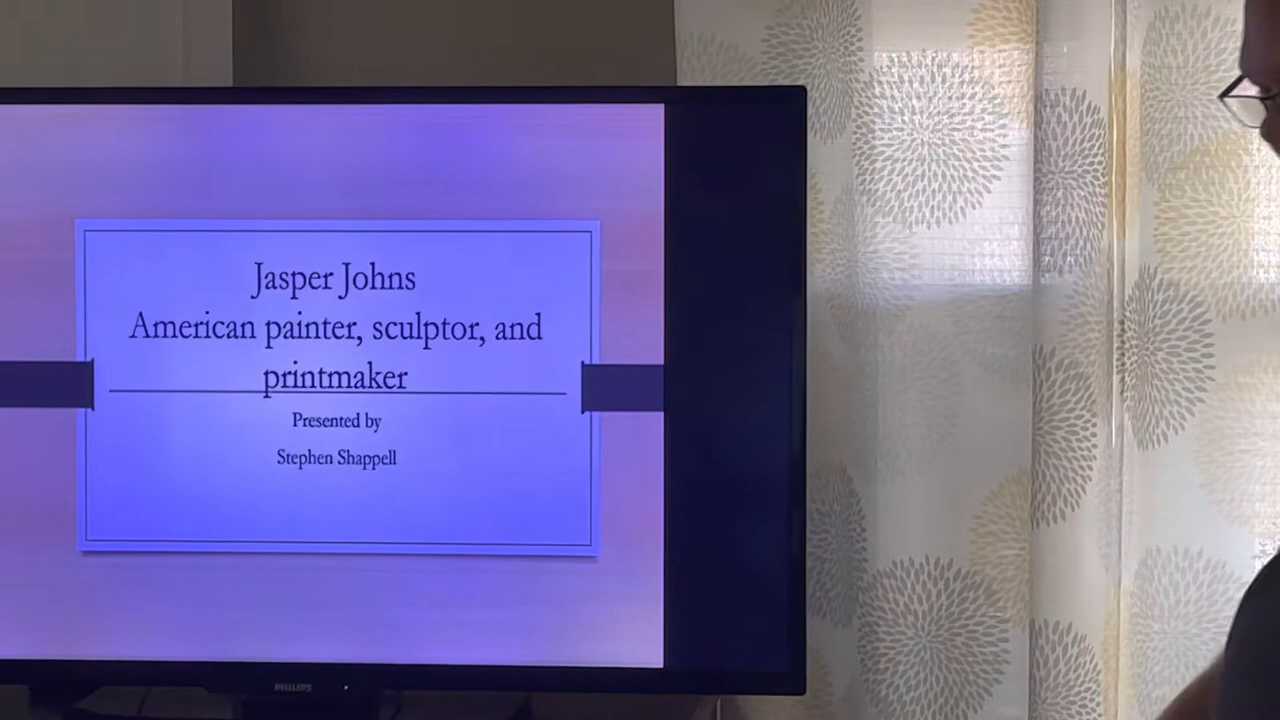 Jasper Johns
American painter, sculptor, and
printmaker
Presented by
Stephen Shappell
PHILIPS